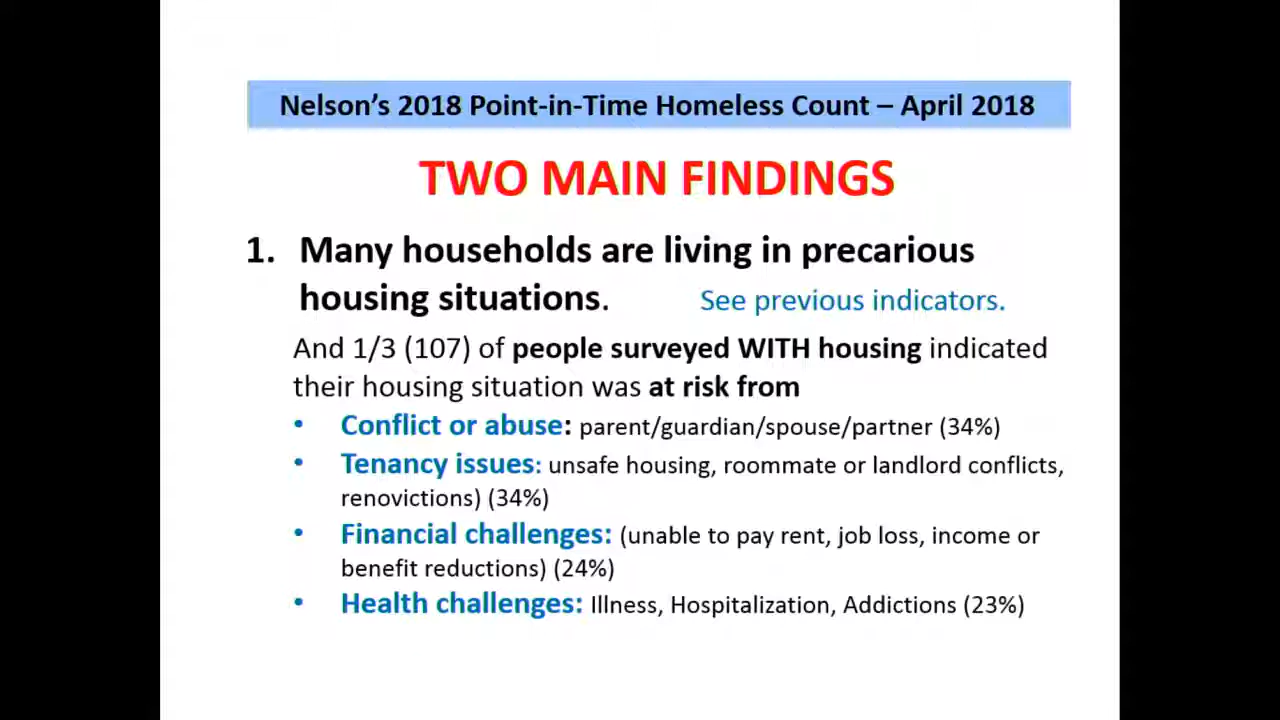 Nelson’s 2018 Point-in-Time Homeless Count – April 2018
TWO MAIN FINDINGS
1. Many households are living in precarious
housing situations. See previous indicators.
And 1/3 (107) of people surveyed WITH housing indicated
their housing situation was at risk from
• Conflict or abuse: parent/guardian/spouse/partner (34%)
• Tenancy issues: unsafe housing, roommate or landlord conflicts,
renovictions) (34%)
• Financial challenges: (unable to pay rent, job loss, income or
benefit reductions) (24%)
• Health challenges: Illness, Hospitalization, Addictions (23%)